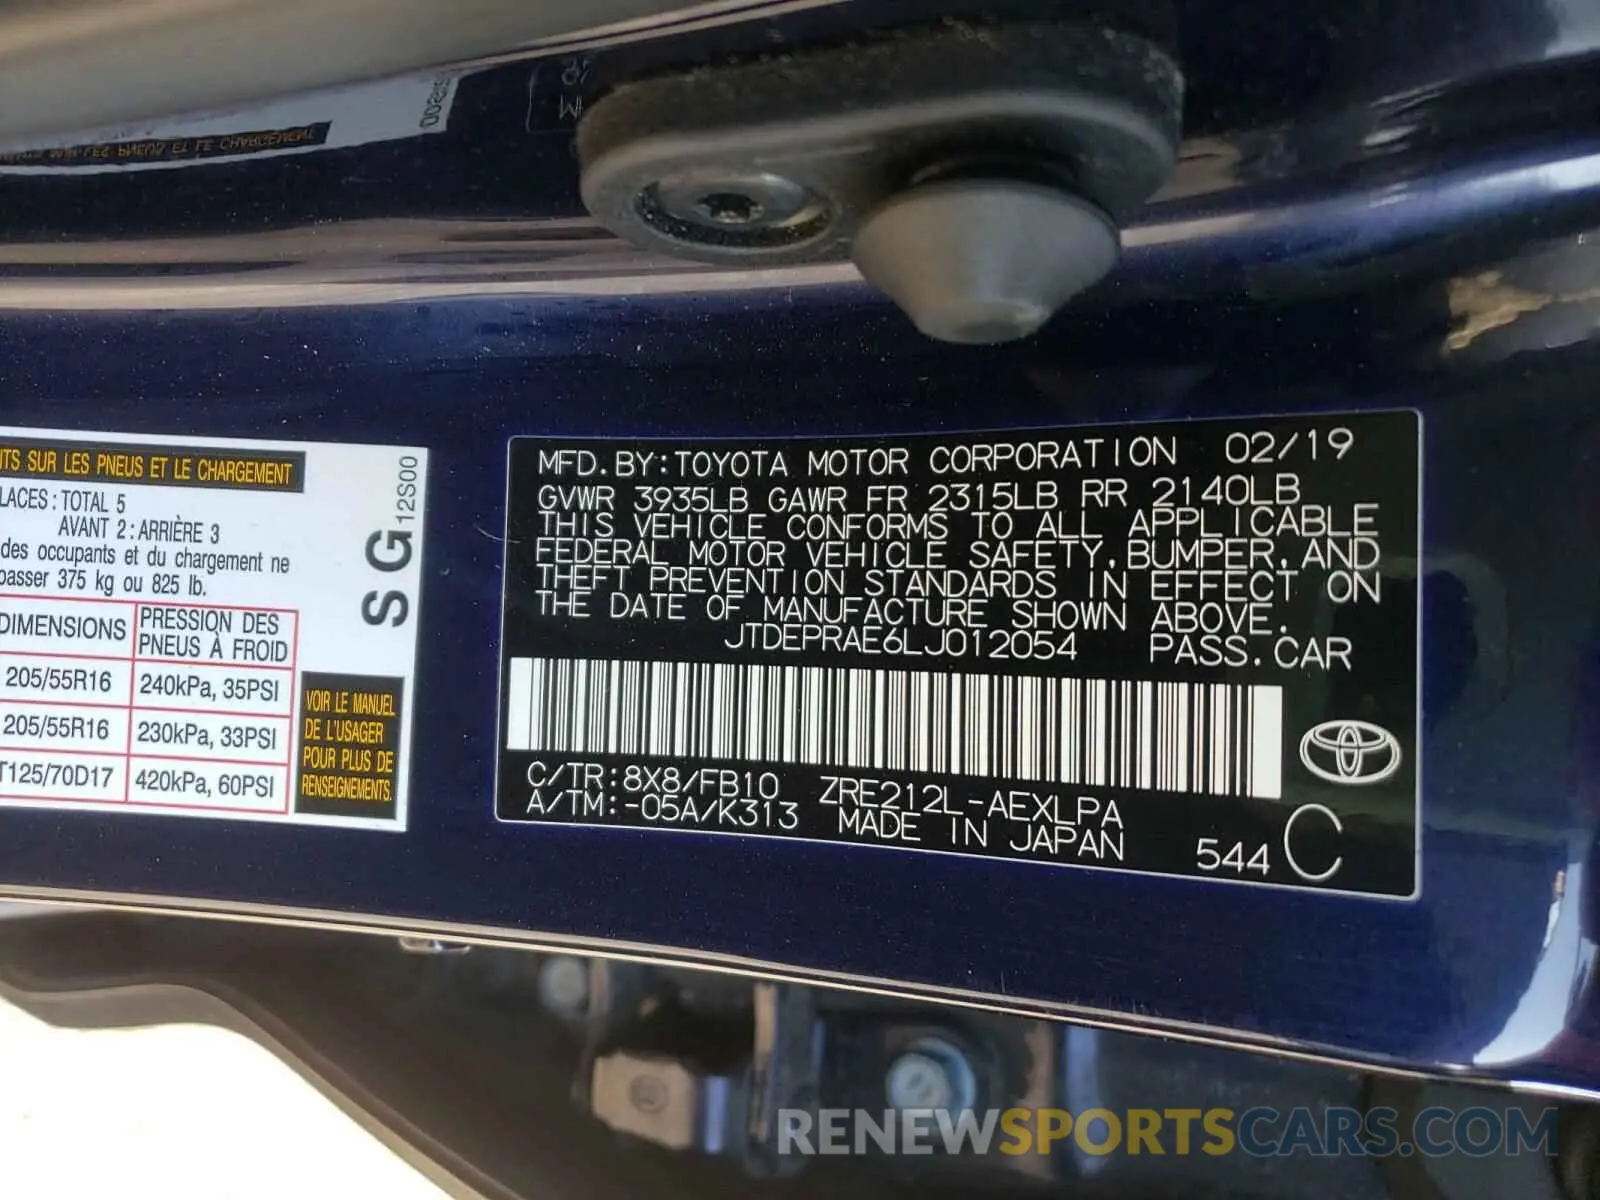 ITS SUR LES PNEUS ET LE CHARGEMENT
LACES : TOTAL 5
AVANT 2 : ARRIÈRE 3
des occupants et du chargement ne
passer 375 kg ou 825 lb.
DIMENSIONS
PRESSION DES
PNEUS À FROID
205/55R16
240kPa, 35PSI
205/55R16
230kPa, 33PSI
T125/70D17
420kPa, 60PSI
VOIR LE MANUEL
DE L'USAGER
POUR PLUS DE
RENSEIGNEMENTS.
S G 12S00
MFD.BY:TOYOTA MOTOR CORPORATION 02/19
GVWR 3935LB GAWR FR 2315LB RR 2140LB
THIS VEHICLE CONFORMS TO ALL APPLICABLE
FEDERAL MOTOR VEHICLE SAFETY,BUMPER,AND
THEFT PREVENTION STANDARDS IN EFFECT ON
THE DATE OF MANUFACTURE SHOWN ABOVE.
JTDEPRAE6LJ012054 PASS.CAR
C/TR:8X8/FB10 ZRE212L-AEXLPA
A/TM:-05A/K313 MADE IN JAPAN 544 C
RENEWSPORTSCARS.COM